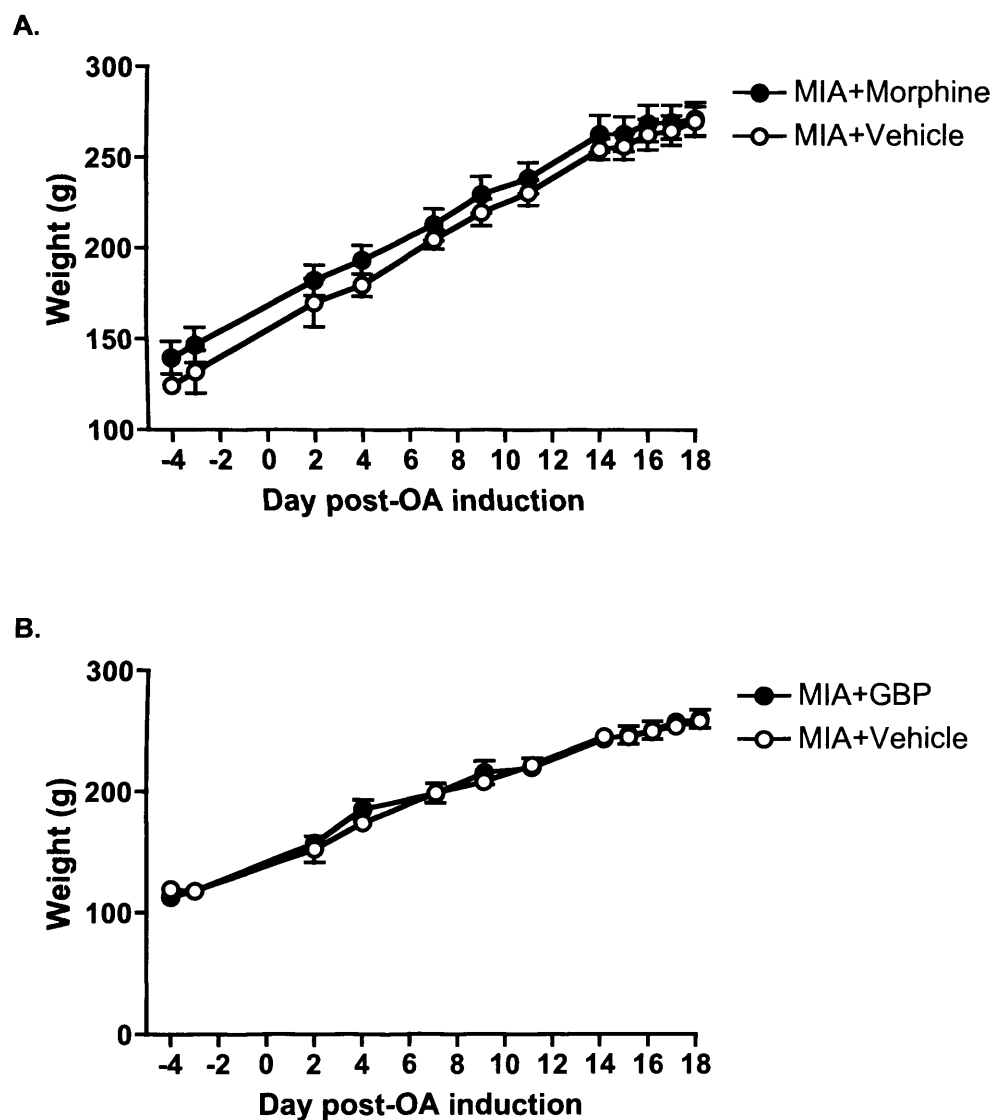 A.
300
250
200
150
100
Weight (g)
-4 -2 0 2 4 6 8 10 12 14 16 18
Day post-OA induction
MIA+Morphine
MIA+Vehicle
B.
300
200
100
0
Weight (g)
-4 -2 0 2 4 6 8 10 12 14 16 18
Day post-OA induction
MIA+GBP
MIA+Vehicle